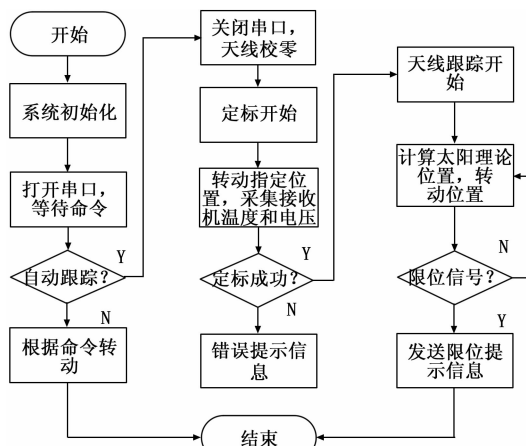 开始
系统初始化
打开串口，
等待命令
自动跟踪？
Y
N
根据命令转
动
关闭串口，
天线校零
定标开始
转动指定位
置，采集接收
机温度和电压
定标成功？
Y
N
错误提示信
息
天线跟踪开
始
计算太阳理论
位置，转
动位置
限位信号？
N
Y
发送限位提
示信息
结束